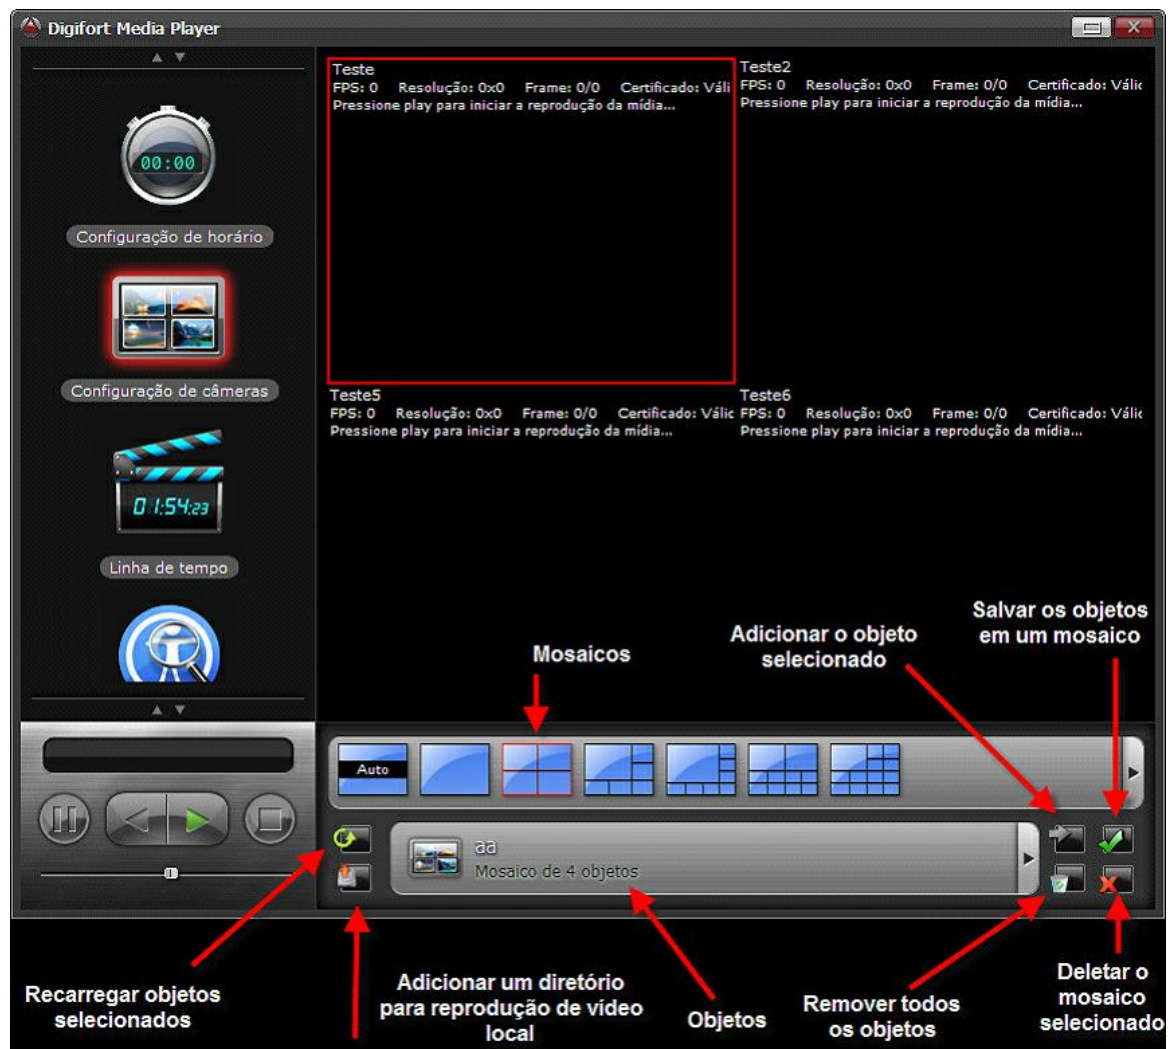 Digifort Media Player
00:00
Configuração de horário
Configuração de câmeras
01:54:23
Linha de tempo
Teste
FPS: 0 Resolução: 0x0 Frame: 0/0 Certificado: Váli
Pressione play para iniciar a reprodução da mídia...
Teste2
FPS: 0 Resolução: 0x0 Frame: 0/0 Certificado: Válic
Pressione play para iniciar a reprodução da mídia...
Teste5
FPS: 0 Resolução: 0x0 Frame: 0/0 Certificado: Válic
Pressione play para iniciar a reprodução da mídia...
Teste6
FPS: 0 Resolução: 0x0 Frame: 0/0 Certificado: Válic
Pressione play para iniciar a reprodução da mídia...
Mosaicos
Adicionar o objeto
selecionado
Salvar os objetos
em um mosaico
Auto
aa
Mosaico de 4 objetos
Recarregar objetos
selecionados
Adicionar um diretório
para reprodução de vídeo
local
Objetos
Remover todos
os objetos
Deletar o
mosaico
selecionado